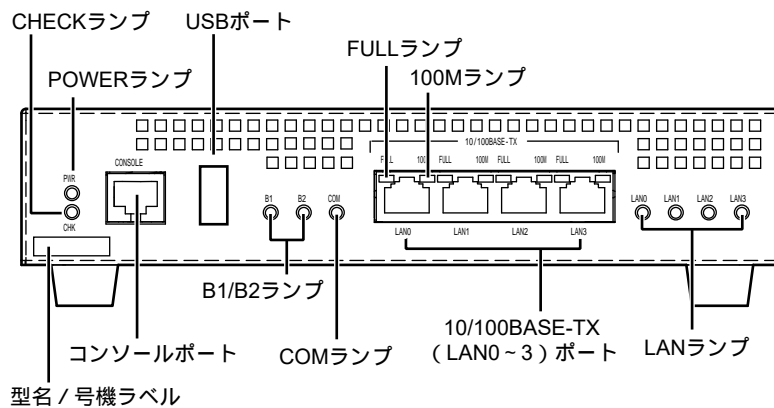 CHECKランプ
USBポート
POWERランプ
FULLランプ
100Mランプ
10/100BASE-TX
FULL 100M FULL 100M FULL 100M FULL 100M
CONSOLE
PWR
CHK
B1 B2 COM
LAN0 LAN1 LAN2 LAN3
LAN0 LAN1 LAN2 LAN3
B1/B2ランプ
コンソールポート
COMランプ
10/100BASE-TX
（LAN0～3）ポート
LANランプ
型名／号機ラベル